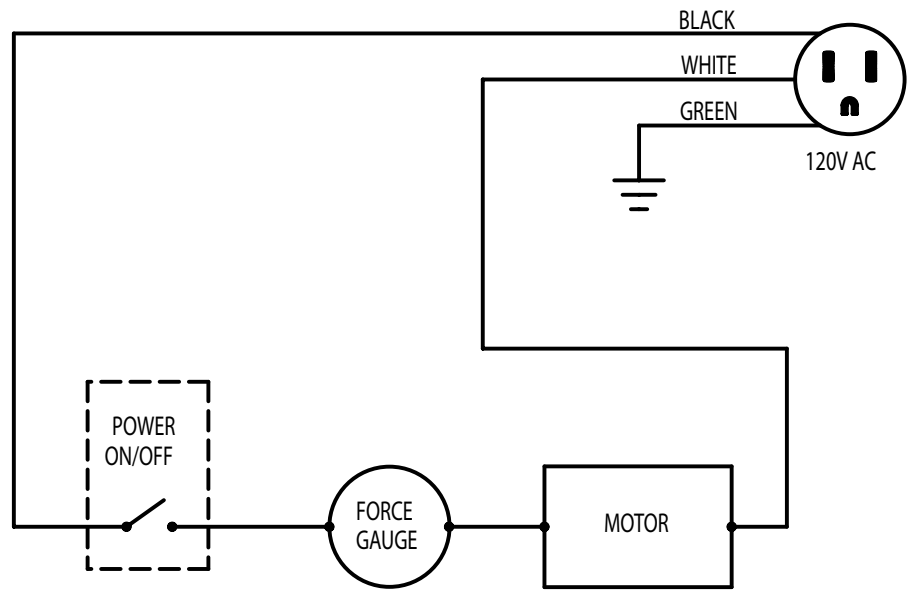 BLACK
WHITE
GREEN
120V AC
POWER
ON/OFF
FORCE
GAUGE
MOTOR